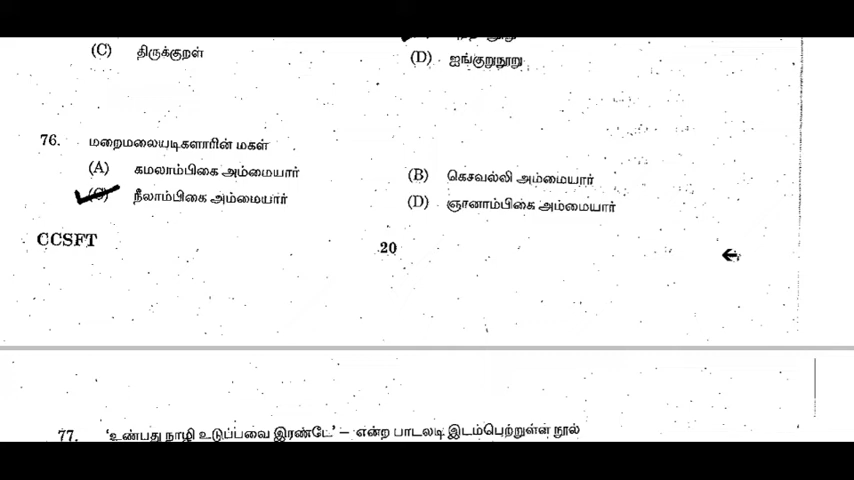 (C) திருக்குறள்
(D) ஐங்குறுநூறு
76. மறைமலையடிகளாரின் மகள்
(A) கமலாம்பிகை அம்மையார்
(B) கெசவல்லி அம்மையார்
(C) நீலாம்பிகை அம்மையார்
(D) ஞானாம்பிகை அம்மையார்
CCSFT
20
77. 'உண்பது நாழி உடுப்பவை இரண்டே' – என்ற பாடலடி இடம்பெற்றுள்ள நூல்